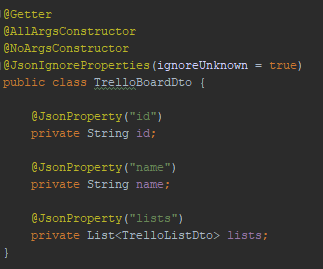 @Getter
@AllArgsConstructor
@NoArgsConstructor
@JsonIgnoreProperties(ignoreUnknown = true)
public class TrelloBoardDto {
@JsonProperty("id")
private String id;
@JsonProperty("name")
private String name;
@JsonProperty("lists")
private List<TrelloListDto> lists;
}